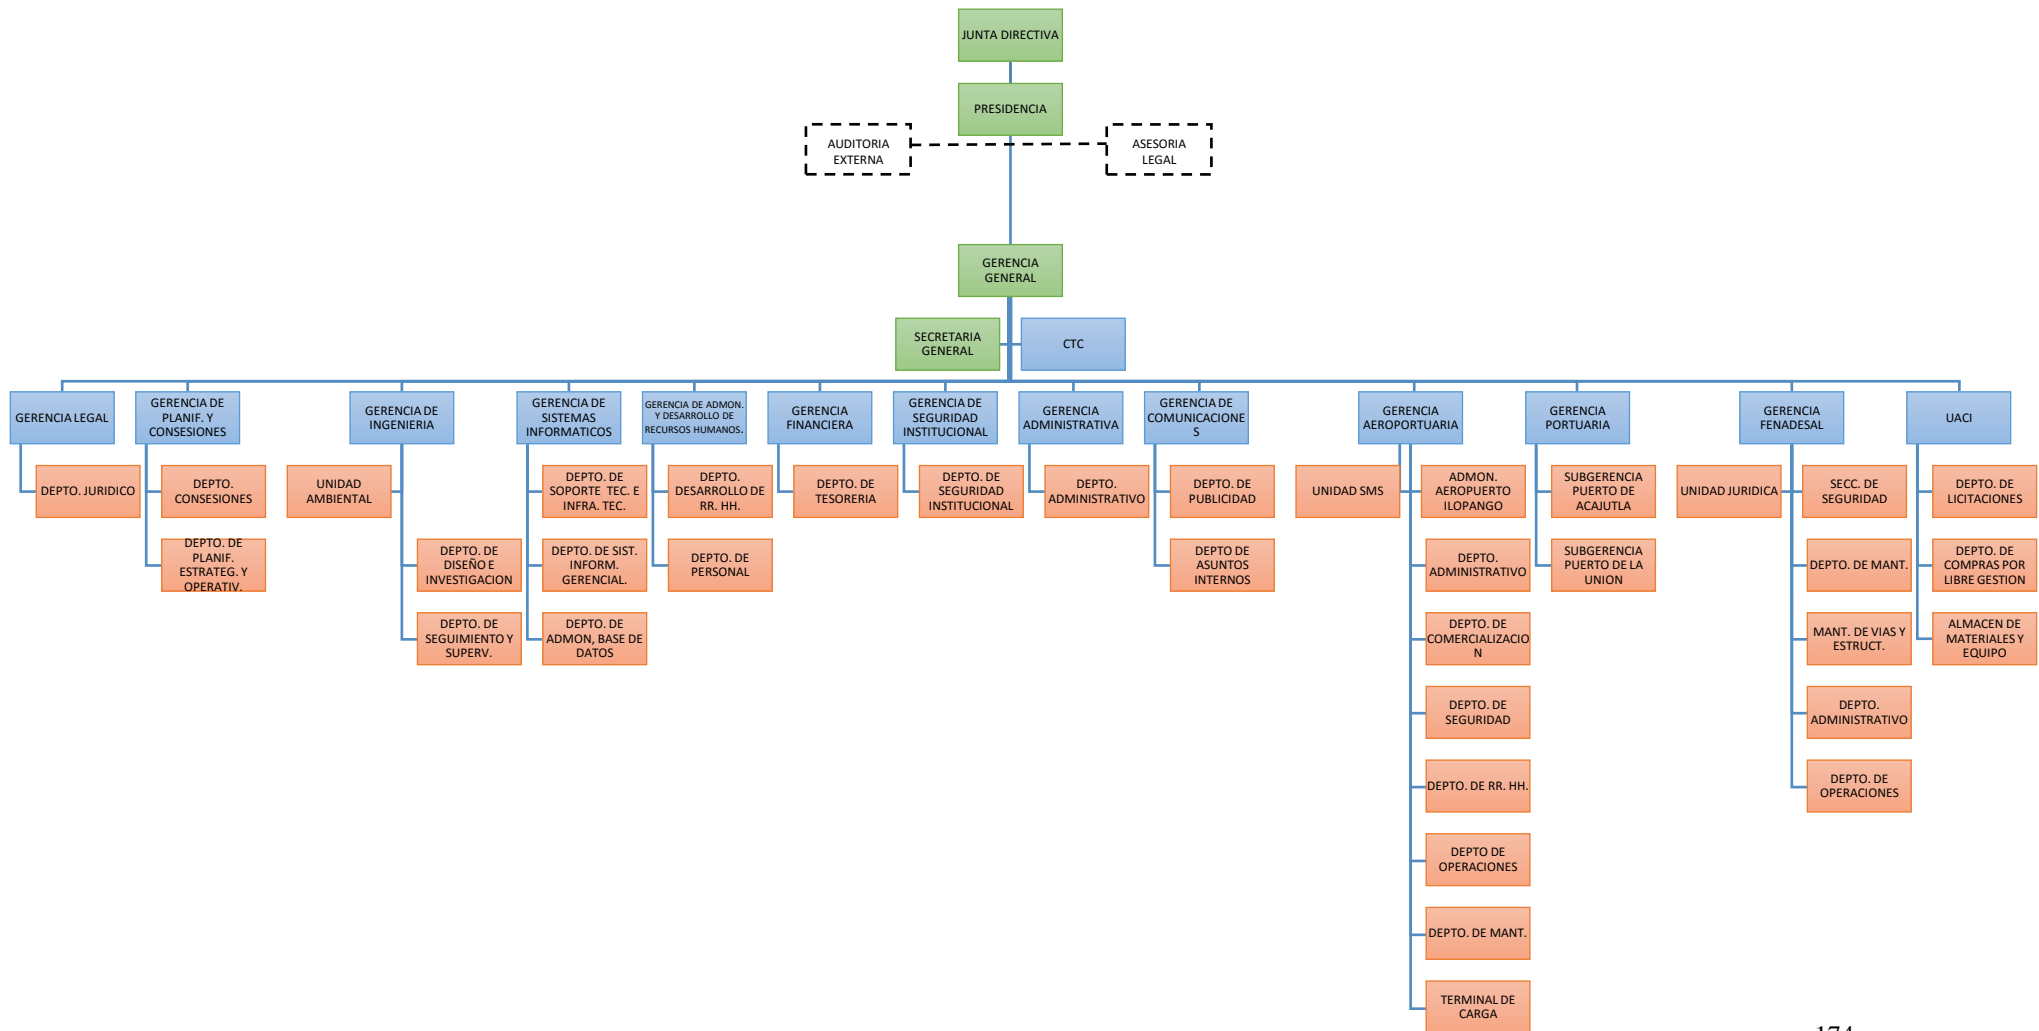 JUNTA DIRECTIVA
PRESIDENCIA
AUDITORIA
EXTERNA
ASESORIA
LEGAL
GERENCIA
GENERAL
SECRETARIA
GENERAL
CTC
GERENCIA LEGAL
GERENCIA DE
PLANIF. Y
CONSESIONES
GERENCIA DE
INGENIERIA
GERENCIA DE
SISTEMAS
INFORMATICOS
GERENCIA DE ADMON.
Y DESARROLLO DE
RECURSOS HUMANOS.
GERENCIA
FINANCIERA
GERENCIA DE
SEGURIDAD
INSTITUCIONAL
GERENCIA
ADMINISTRATIVA
GERENCIA DE
COMUNICACIONE
S
GERENCIA
AEROPORTUARIA
GERENCIA
PORTUARIA
GERENCIA
FENADESAL
UACI
DEPTO. JURIDICO
DEPTO.
CONSESIONES
DEPTO. DE
PLANIF.
ESTRATEG. Y
OPERATIV.
UNIDAD
AMBIENTAL
DEPTO. DE
DISEÑO E
INVESTIGACION
DEPTO. DE
SEGUIMIENTO Y
SUPERV.
DEPTO. DE
SOPORTE TEC. E
INFRA. TEC.
DEPTO. DE SIST.
INFORM.
GERENCIAL.
DEPTO. DE
ADMON, BASE DE
DATOS
DEPTO.
DESARROLLO DE
RR. HH.
DEPTO. DE
PERSONAL
DEPTO. DE
TESORERIA
DEPTO. DE
SEGURIDAD
INSTITUCIONAL
DEPTO.
ADMINISTRATIVO
DEPTO. DE
PUBLICIDAD
DEPTO DE
ASUNTOS
INTERNOS
UNIDAD SMS
ADMON.
AEROPUERTO
ILOPANGO
DEPTO.
ADMINISTRATIVO
DEPTO. DE
COMERCIALIZACIO
N
DEPTO. DE
SEGURIDAD
DEPTO. DE RR. HH.
DEPTO DE
OPERACIONES
DEPTO. DE MANT.
TERMINAL DE
CARGA
SUBGERENCIA
PUERTO DE
ACAJUTLA
SUBGERENCIA
PUERTO DE LA
UNION
UNIDAD JURIDICA
SECC. DE
SEGURIDAD
DEPTO. DE MANT.
MANT. DE VIAS Y
ESTRUCT.
DEPTO.
ADMINISTRATIVO
DEPTO. DE
OPERACIONES
DEPTO. DE
LICITACIONES
DEPTO. DE
COMPRAS POR
LIBRE GESTION
ALMACEN DE
MATERIALES Y
EQUIPO
174